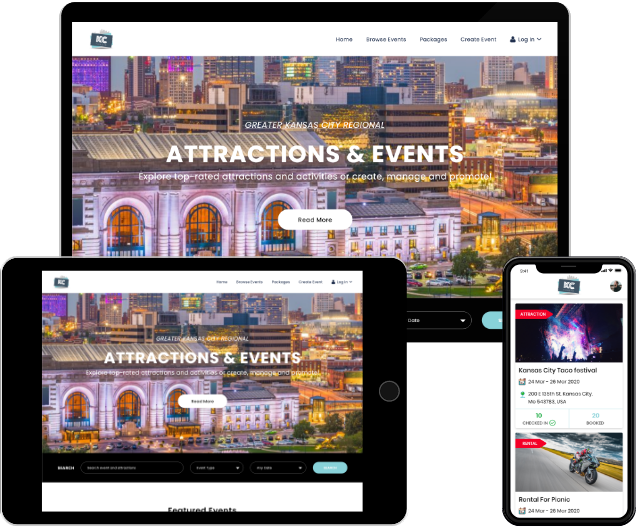 KC
Home Browse Events Packages Create Event Log In
GREATER KANSAS CITY REGIONAL
ATTRACTIONS & EVENTS
Explore top-rated attractions and activities or create, manage and promote!
Read More
Date
KC
Home Browse Events Packages Create Event Log In
GREATER KANSAS CITY REGIONAL
ATTRACTIONS & EVENTS
Explore top-rated attractions and activities or create, manage and promote!
Read More
SEARCH Search event and attractions Event Type Any Date
Featured Events
9:41
KC
ATTRACTION
Kansas City Taco festival
24 Mar - 26 Mar 2020
200 E 135th St, Kansas City,
Mo 543783, USA
10 20
CHECKED IN BOOKED
RENTAL
Rental For Picnic
24 Mar - 26 Mar 2020